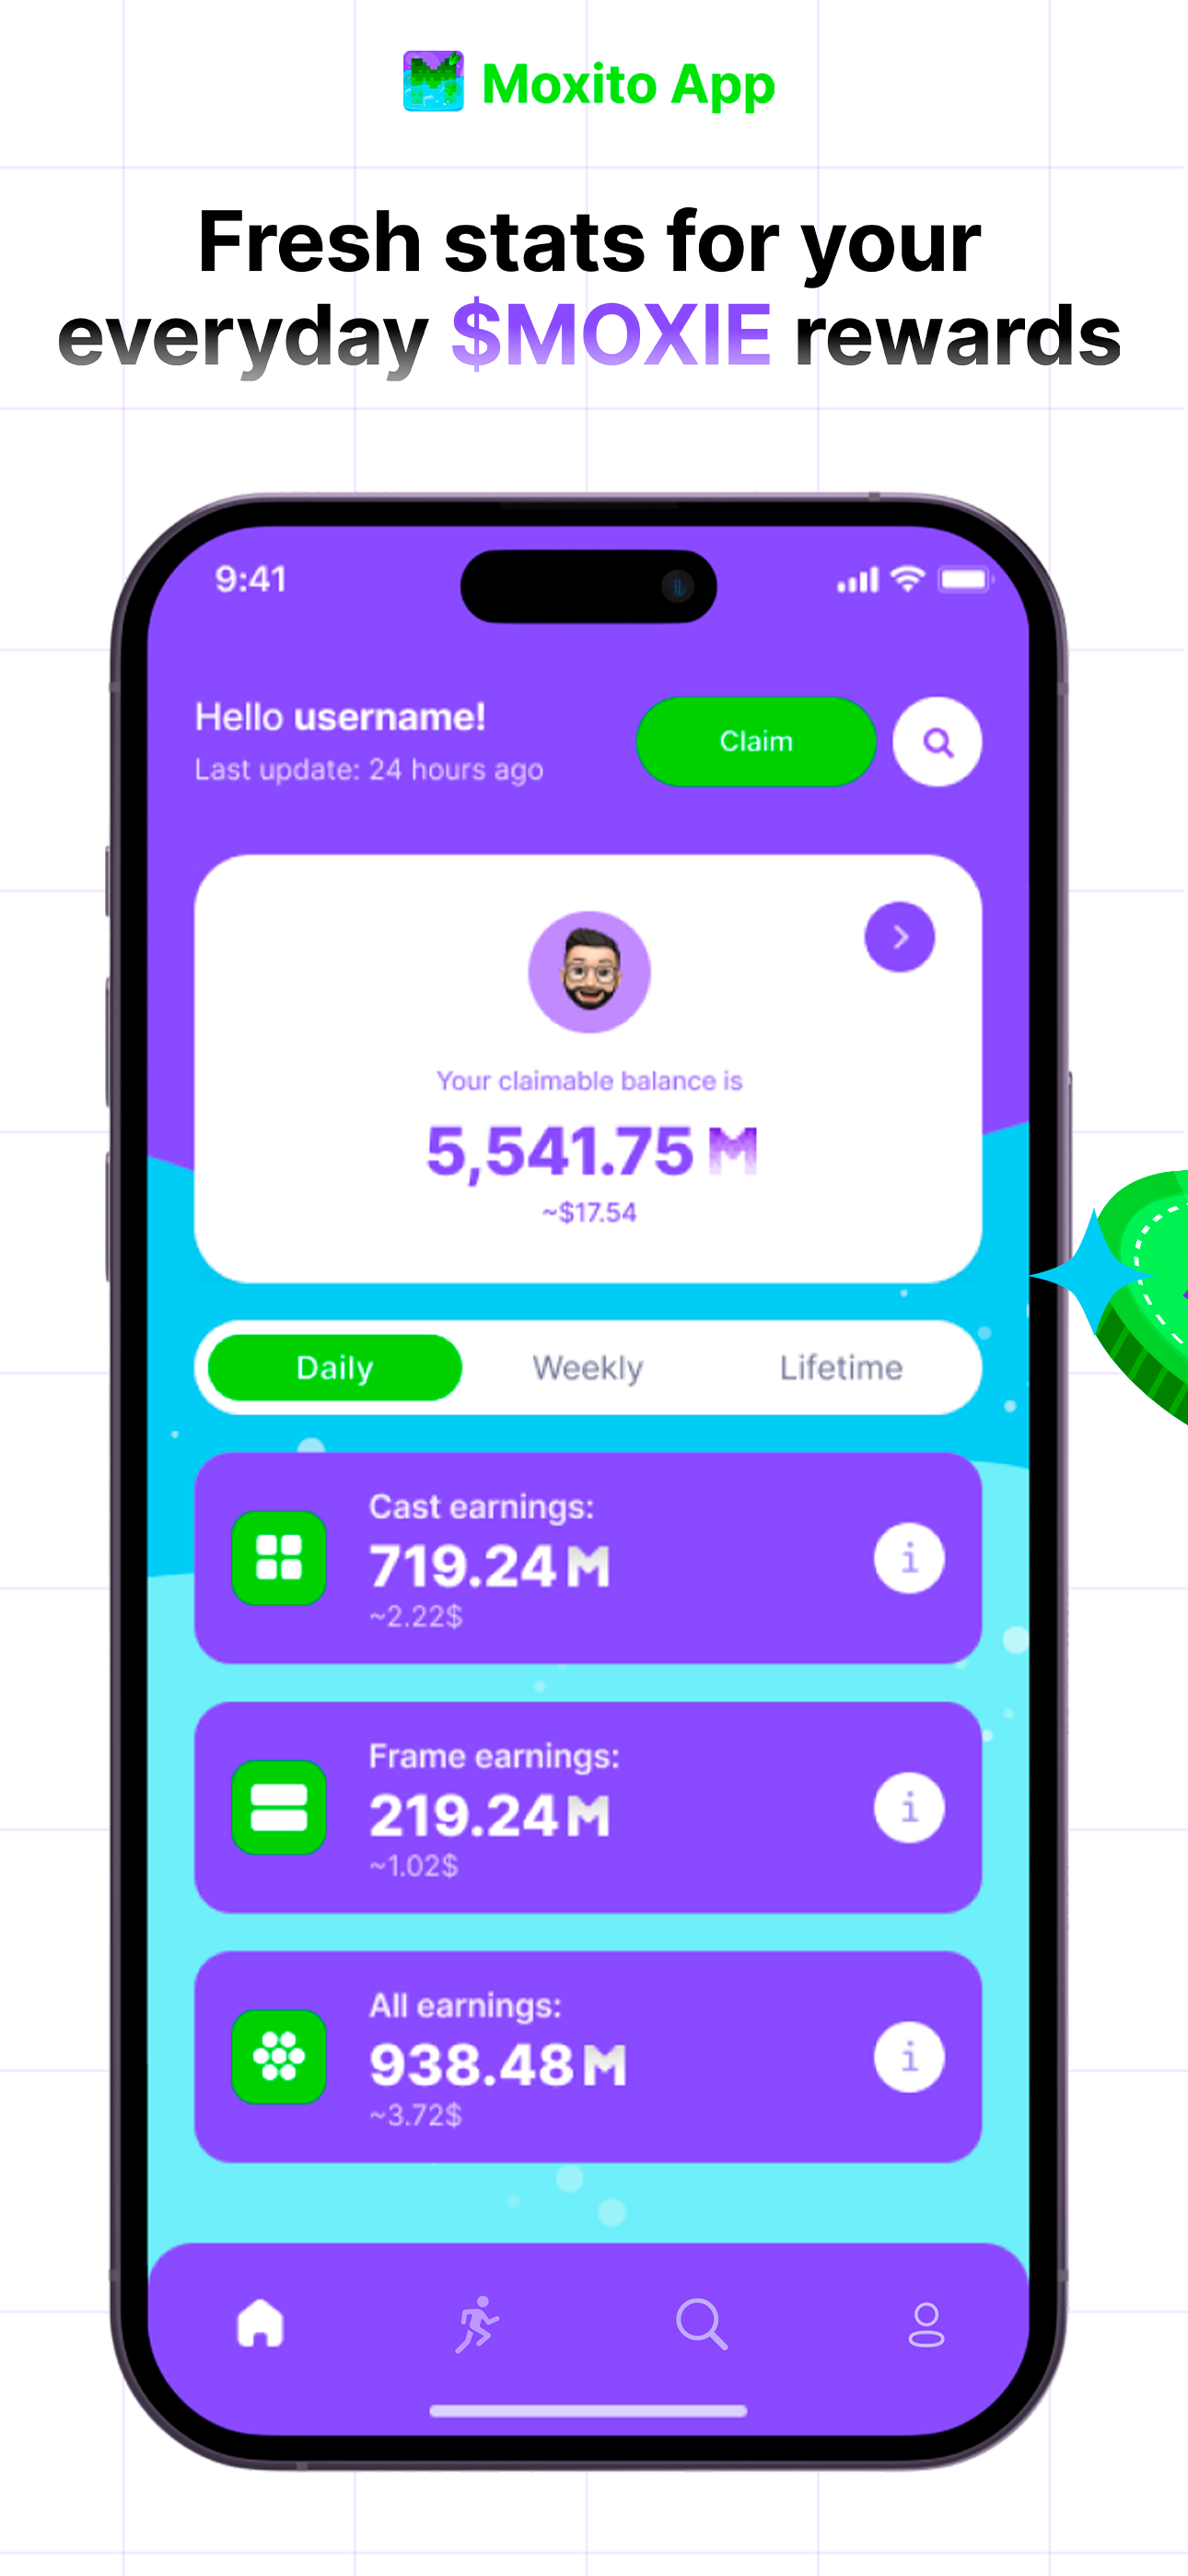 Moxito App
Fresh stats for your
everyday $MOXIE rewards
9:41
Hello username!
Last update: 24 hours ago
Claim
Your claimable balance is
5,541.75 M
~$17.54
Daily
Weekly
Lifetime
Cast earnings:
719.24 M
~2.22$
i
Frame earnings:
219.24 M
~1.02$
i
All earnings:
938.48 M
~3.72$
i